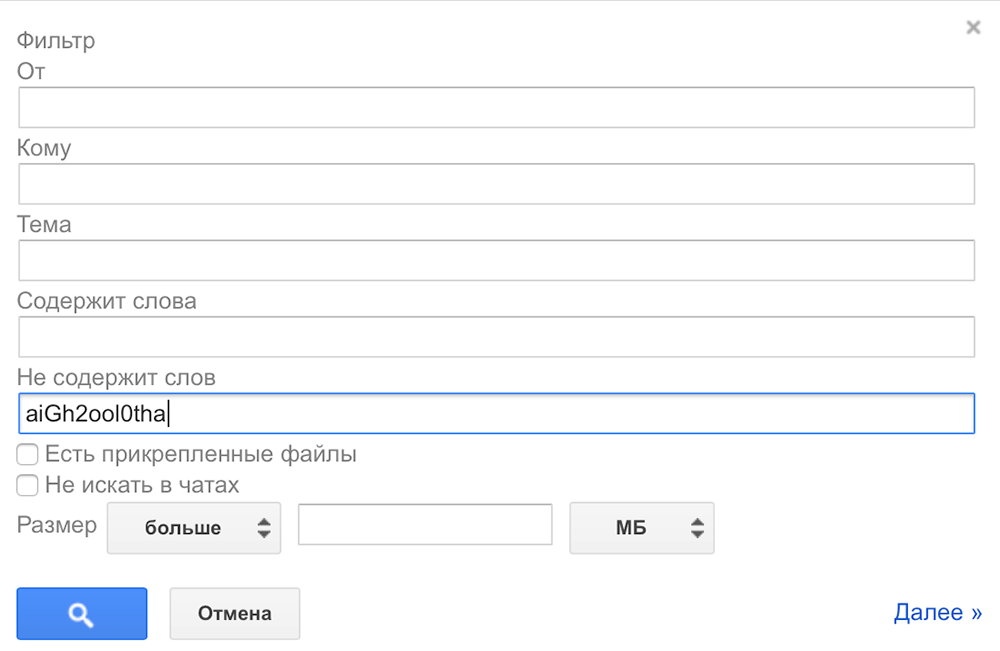 Фильтр
От
Кому
Тема
Содержит слова
Не содержит слов
aiGh2ool0tha
Есть прикрепленные файлы
Не искать в чатах
Размер больше МБ
Отмена Далее »